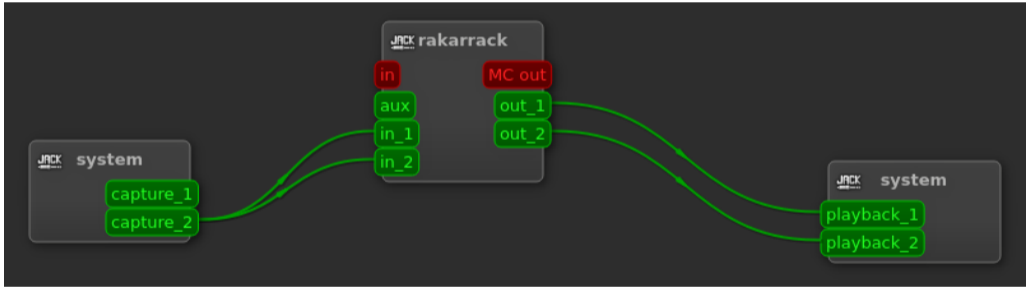 JACK rakarrack
in
MC out
aux
out_1
in_1
out_2
in_2
JACK system
capture_1
capture_2
JACK system
playback_1
playback_2